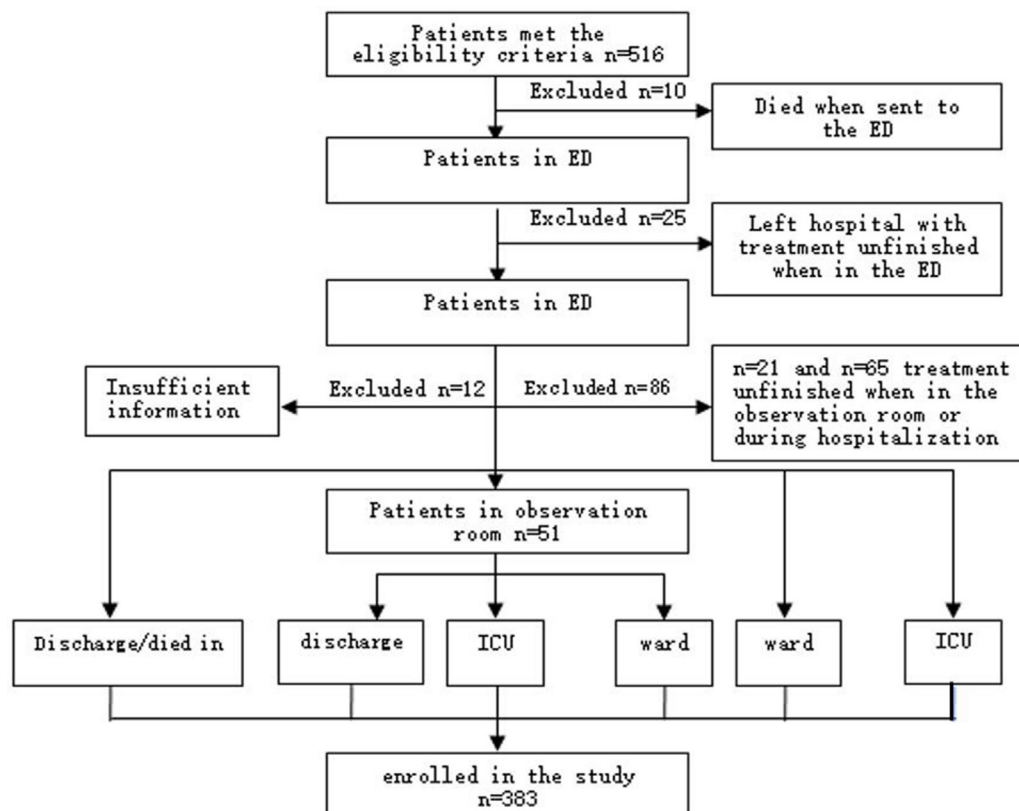 Patients met the
eligibility criteria n=516
Excluded n=10
Died when sent to
the ED
Patients in ED
Excluded n=25
Left hospital with
treatment unfinished
when in the ED
Patients in ED
Insufficient
information
Excluded n=12
Excluded n=86
n=21 and n=65 treatment
unfinished when in the
observation room or
during hospitalization
Patients in observation
room n=51
Discharge/died in
discharge
ICU
ward
ward
ICU
enrolled in the study
n=383